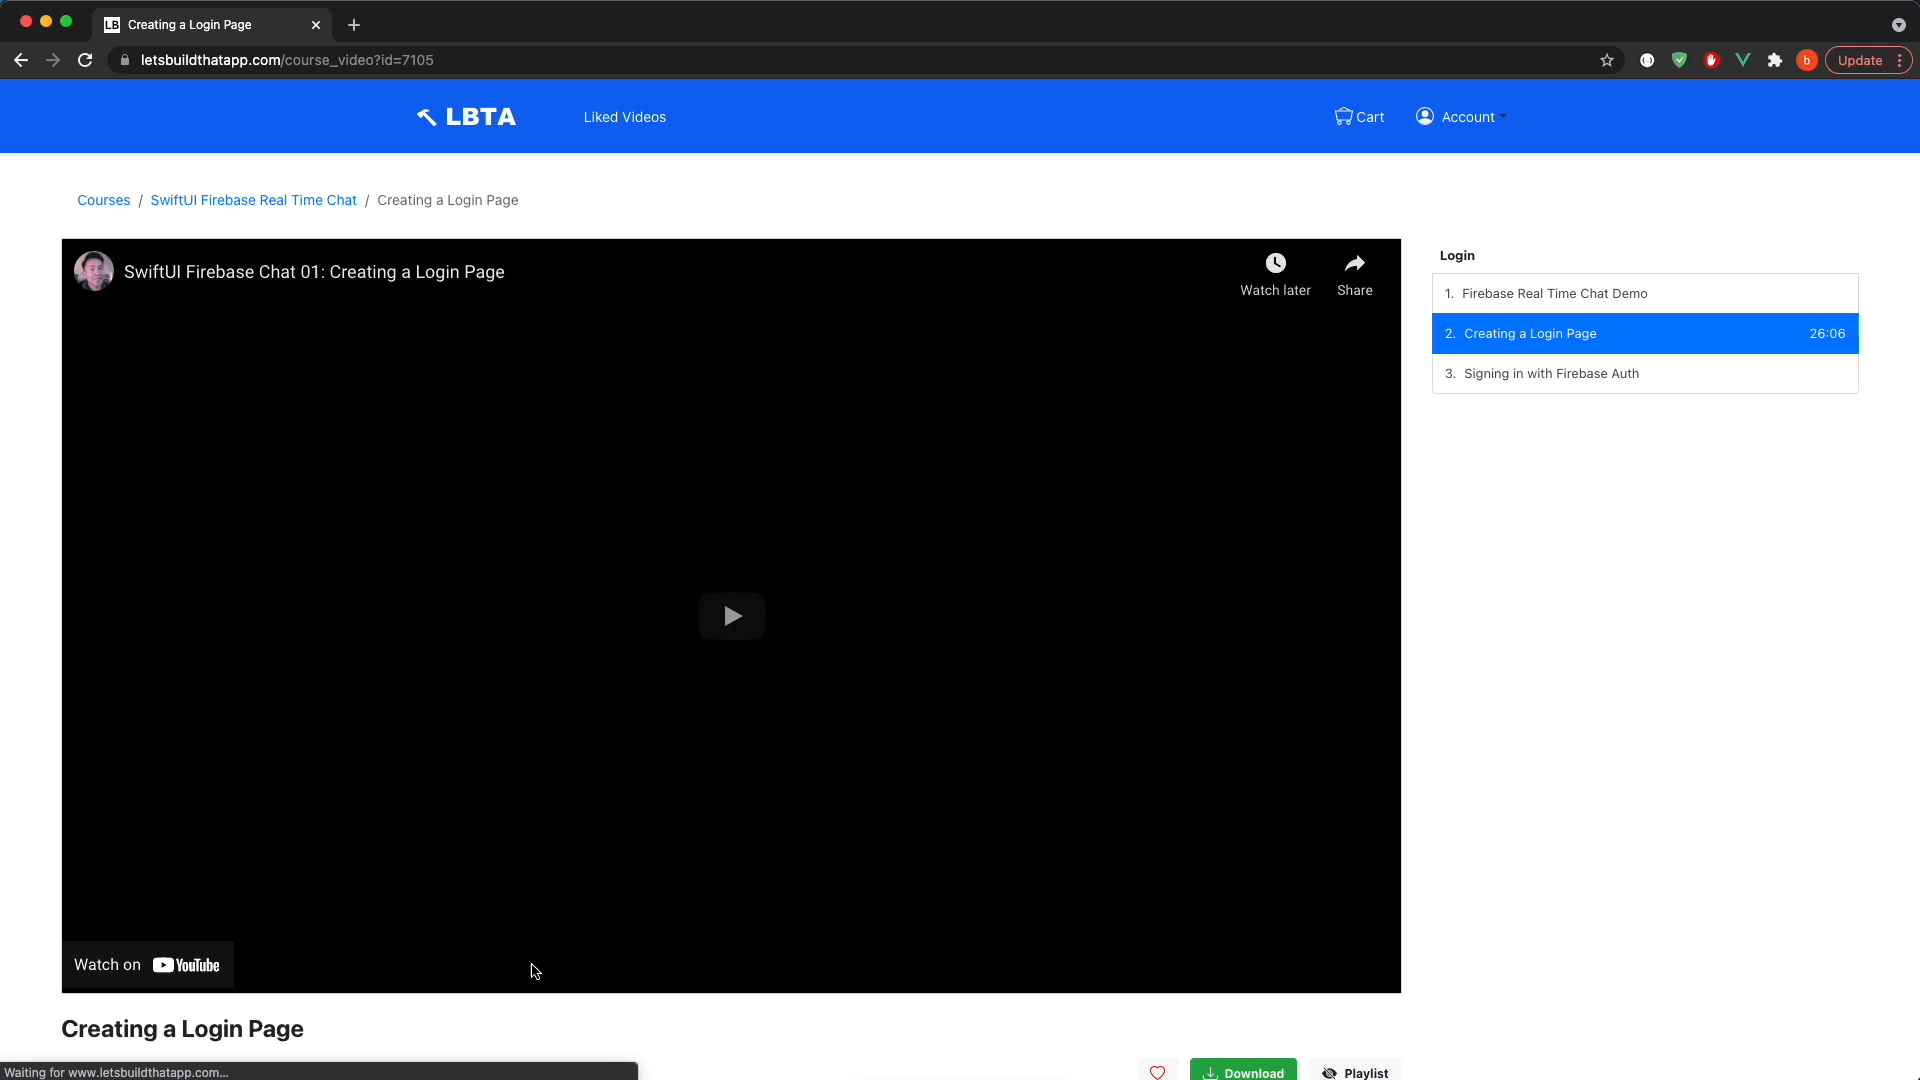 LB Creating a Login Page
letsbuildthatapp.com/course_video?id=7105
b
Update
LBTA
Liked Videos
Cart
Account
Courses / SwiftUI Firebase Real Time Chat / Creating a Login Page
SwiftUI Firebase Chat 01: Creating a Login Page
Watch later
Share
Login
1. Firebase Real Time Chat Demo
2. Creating a Login Page 26:06
3. Signing in with Firebase Auth
Watch on YouTube
Creating a Login Page
Waiting for www.letsbuildthatapp.com...
Download
Playlist